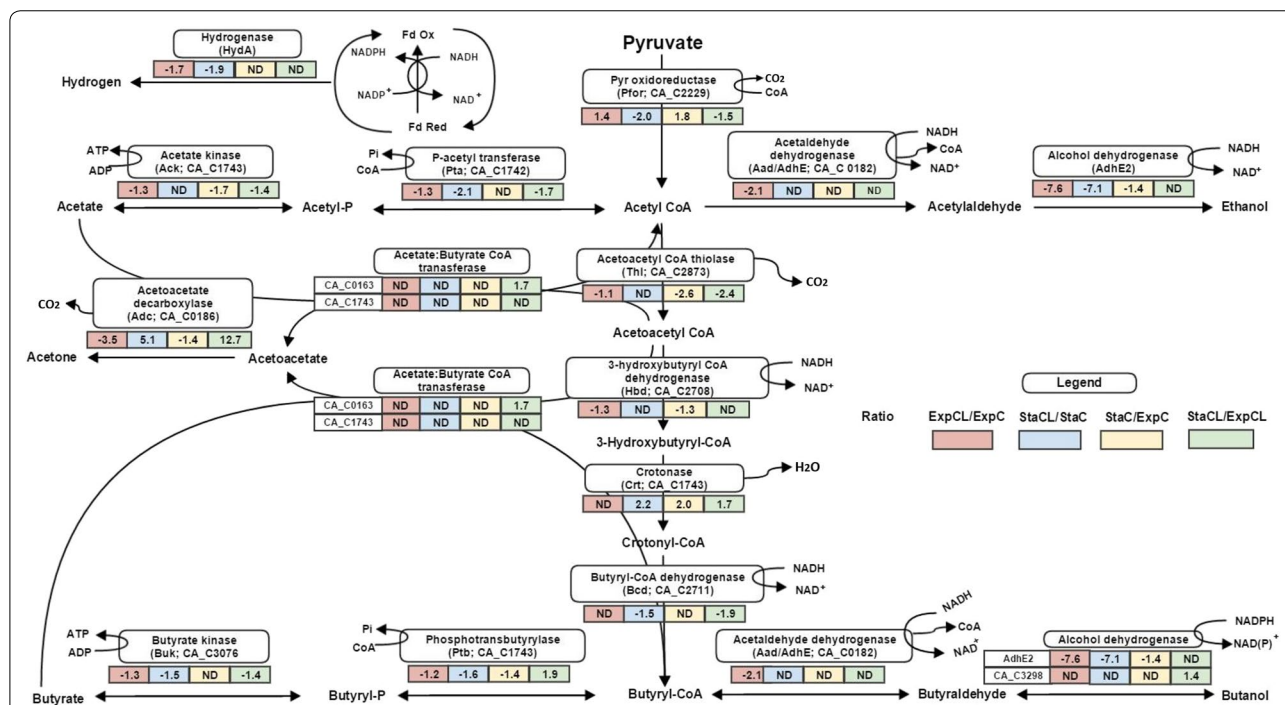 Hydrogenase
(HydA)
-1.7 -1.9 ND ND
Hydrogen
Fd Ox
NADPH
NADH
NADP+
NAD+
Fd Red
Pyruvate
Pyr oxidoreductase
(Pfor; CA_C2229)
CO2
CoA
1.4 -2.0 1.8 -1.5
ATP
ADP
Acetate kinase
(Ack; CA_C1743)
-1.3 ND -1.7 -1.4
Pi
CoA
P-acetyl transferase
(Pta; CA_C1742)
-1.3 -2.1 ND -1.7
Acetaldehyde
dehydrogenase
(Aad/AdhE; CA_C 0182)
-2.1 ND ND ND
NADH
CoA
NAD+
Alcohol dehydrogenase
(AdhE2)
-7.6 -7.1 -1.4 ND
NADH
NAD+
Acetate
Acetyl-P
Acetyl CoA
Acetylaldehyde
Ethanol
Acetate:Butyrate CoA
tranasferase
CA_C0163 ND ND ND 1.7
CA_C1743 ND ND ND ND
Acetoacetyl CoA thiolase
(Thl; CA_C2873)
-1.1 ND -2.6 -2.4
CO2
CO2
Acetoacetate
decarboxylase
(Adc; CA_C0186)
-3.5 5.1 -1.4 12.7
Acetone
Acetoacetate
Acetoacetyl CoA
Acetate:Butyrate CoA
tranasferase
CA_C0163 ND ND ND 1.7
CA_C1743 ND ND ND ND
3-hydroxybutyryl CoA
dehydrogenase
(Hbd; CA_C2708)
-1.3 ND -1.3 ND
NADH
NAD+
Legend
Ratio ExpCL/ExpC StaCL/StaC StaC/ExpC StaCL/ExpCL
3-Hydroxybutyryl-CoA
Crotonase
(Crt; CA_C1743)
ND 2.2 2.0 1.7
H2O
Crotonyl-CoA
Butyryl-CoA dehydrogenase
(Bcd; CA_C2711)
ND -1.5 ND -1.9
NADH
NAD+
ATP
ADP
Butyrate kinase
(Buk; CA_C3076
-1.3 -1.5 ND -1.4
Pi
CoA
Phosphotransbutyrylase
(Ptb; CA_C1743)
-1.2 -1.6 -1.4 1.9
Acetaldehyde dehydrogenase
(Aad/AdhE; CA_C0182)
-2.1 ND ND ND
NADH
CoA
NAD+
Alcohol dehydrogenase
AdhE2 -7.6 -7.1 -1.4 ND
CA_C3298 ND ND ND 1.4
NADPH
NAD(P)+
Butyrate
Butyryl-P
Butyryl-CoA
Butyraldehyde
Butanol